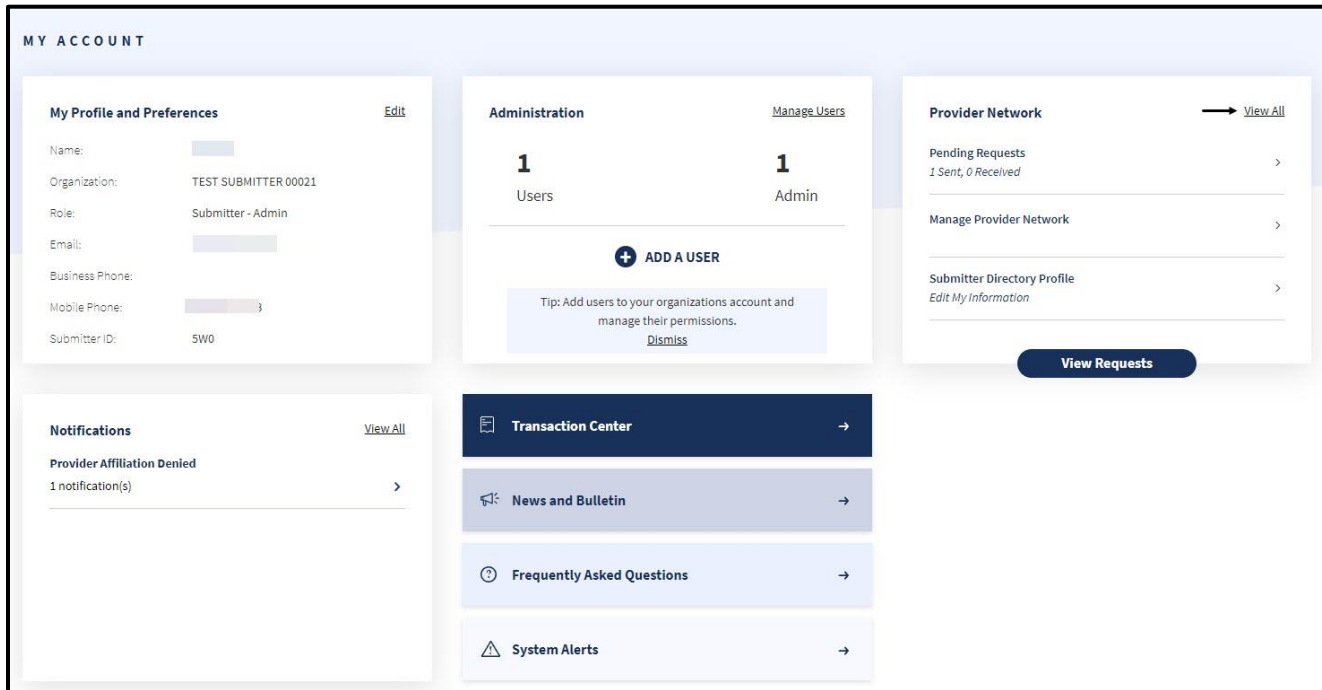 MY ACCOUNT
My Profile and Preferences
Edit
Name:
Organization: TEST SUBMITTER 00021
Role: Submitter - Admin
Email:
Business Phone:
Mobile Phone:
Submitter ID: 5W0
Administration
Manage Users
1 1
Users Admin
ADD A USER
Tip: Add users to your organizations account and
manage their permissions.
Dismiss
Provider Network
View All
Pending Requests
1 Sent, 0 Received
Manage Provider Network
Submitter Directory Profile
Edit My Information
View Requests
Notifications
View All
Provider Affiliation Denied
1 notification(s)
Transaction Center
News and Bulletin
Frequently Asked Questions
System Alerts